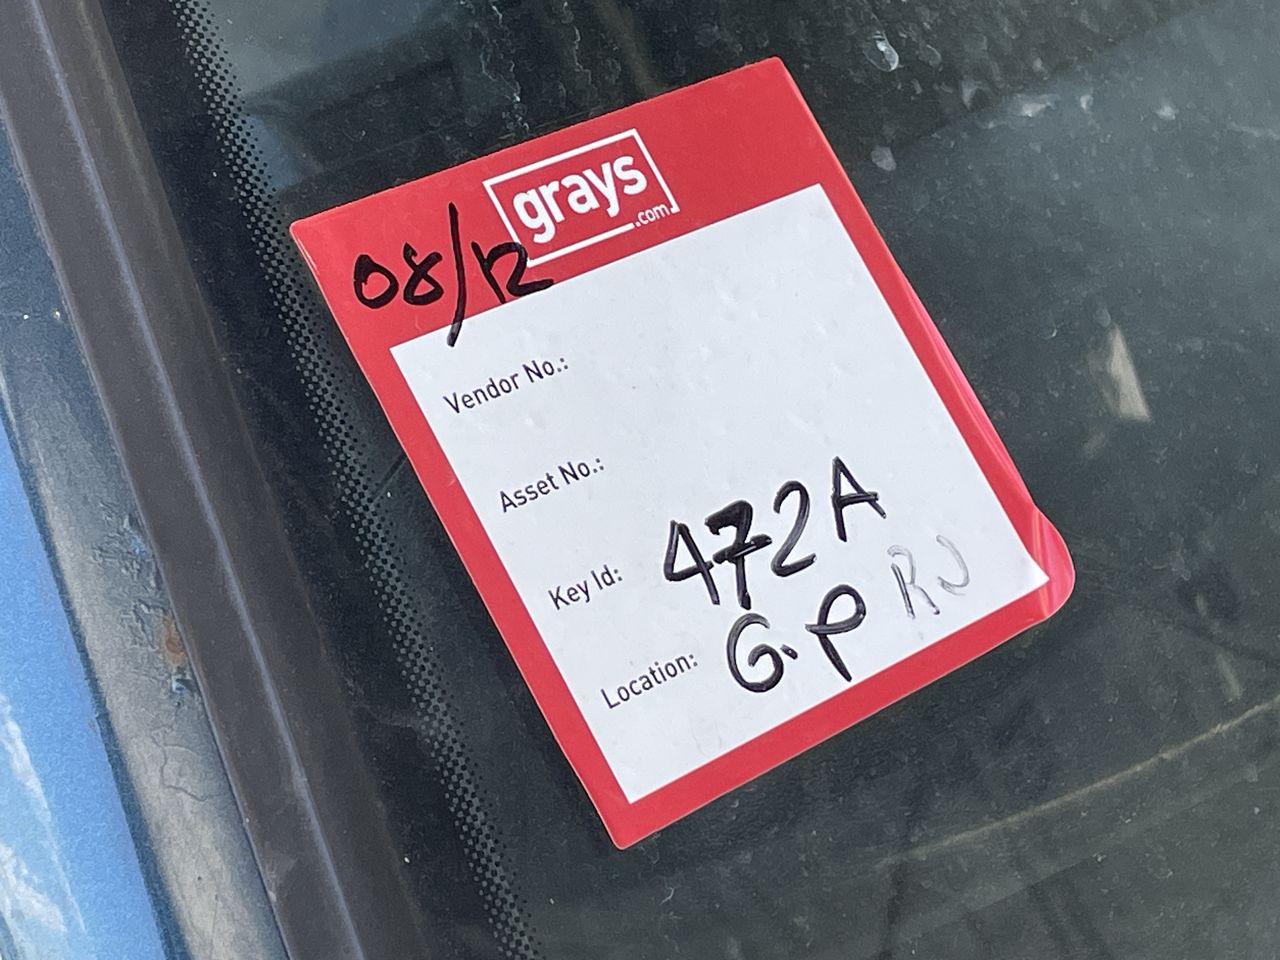 grays
.com
08/12
Vendor No.:
Asset No.:
Key Id: 472A
Location: G.P RJ